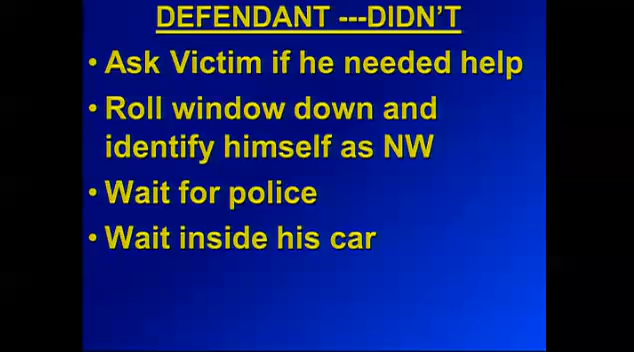 DEFENDANT ---DIDN'T
• Ask Victim if he needed help
• Roll window down and
identify himself as NW
• Wait for police
• Wait inside his car